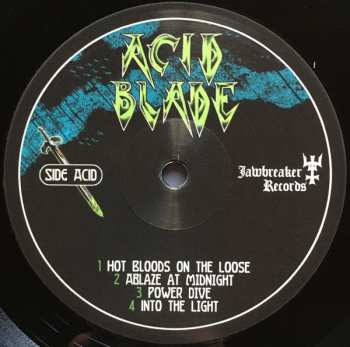 ACID
BLADE
SIDE ACID
Jawbreaker
Records
1 HOT BLOODS ON THE LOOSE
2 ABLAZE AT MIDNIGHT
3 POWER DIVE
4 INTO THE LIGHT